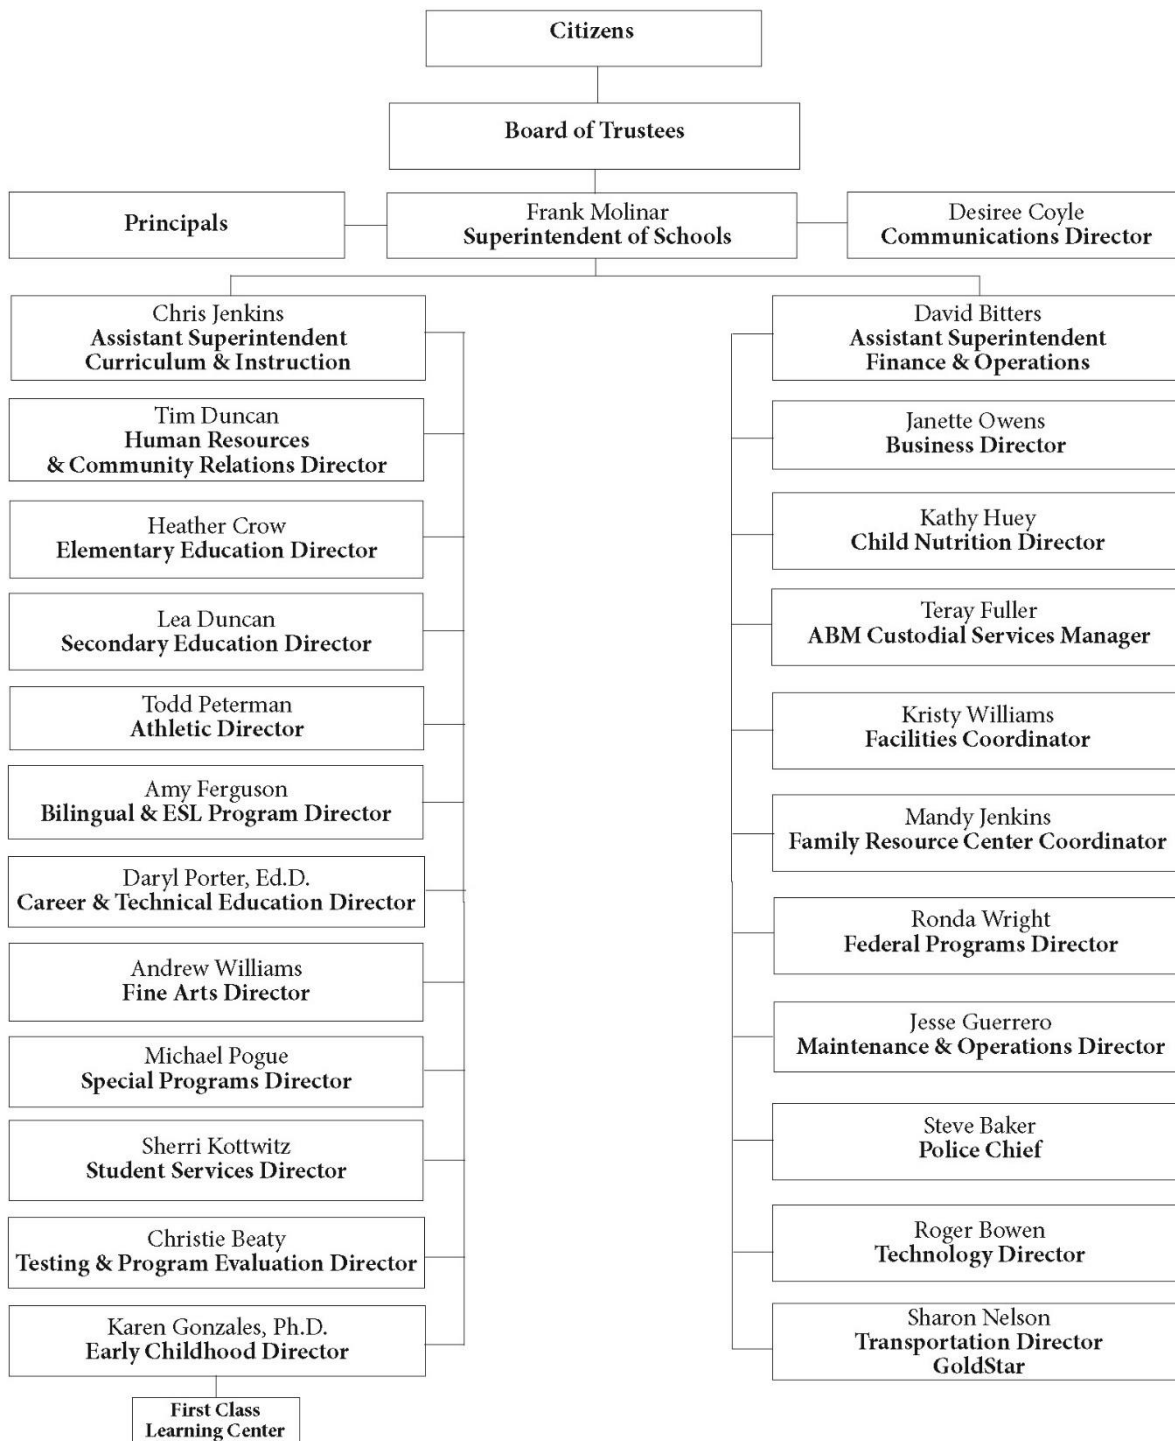 Citizens
Board of Trustees
Principals
Frank Molinar
Superintendent of Schools
Desiree Coyle
Communications Director
Chris Jenkins
Assistant Superintendent
Curriculum & Instruction
Tim Duncan
Human Resources
& Community Relations Director
Heather Crow
Elementary Education Director
Lea Duncan
Secondary Education Director
Todd Peterman
Athletic Director
Amy Ferguson
Bilingual & ESL Program Director
Daryl Porter, Ed.D.
Career & Technical Education Director
Andrew Williams
Fine Arts Director
Michael Pogue
Special Programs Director
Sherri Kottwitz
Student Services Director
Christie Beaty
Testing & Program Evaluation Director
Karen Gonzales, Ph.D.
Early Childhood Director
First Class
Learning Center
David Bitters
Assistant Superintendent
Finance & Operations
Janette Owens
Business Director
Kathy Huey
Child Nutrition Director
Teray Fuller
ABM Custodial Services Manager
Kristy Williams
Facilities Coordinator
Mandy Jenkins
Family Resource Center Coordinator
Ronda Wright
Federal Programs Director
Jesse Guerrero
Maintenance & Operations Director
Steve Baker
Police Chief
Roger Bowen
Technology Director
Sharon Nelson
Transportation Director
GoldStar